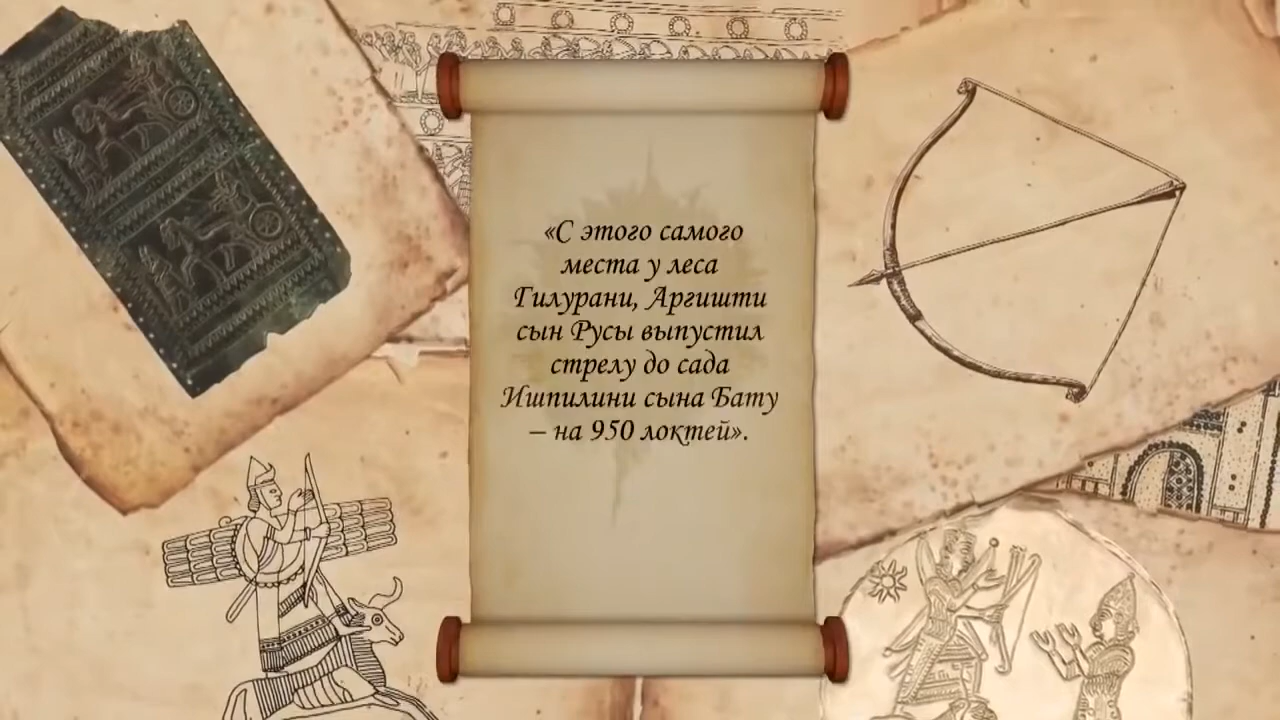 «С этого самого
места у леса
Гилурани, Аргишти
сын Русы выпустил
стрелу до сада
Ишпилини сына Бату
– на 950 локтей».